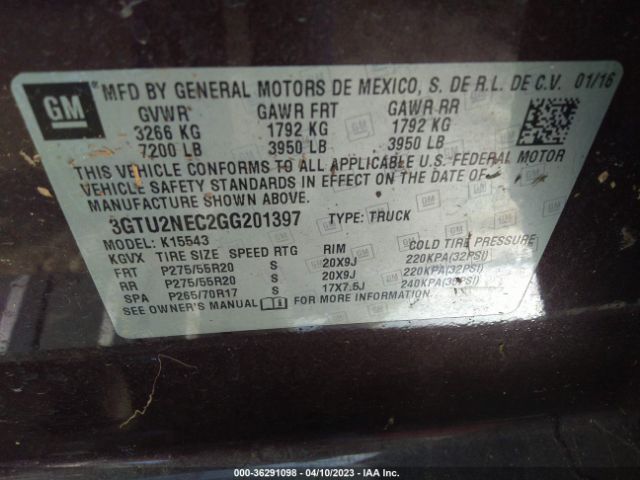 GM
MFD BY GENERAL MOTORS DE MEXICO, S. DE R.L. DE C.V. 01/16
GVWR GAWR FRT GAWR RR
3266 KG 1792 KG 1792 KG
7200 LB 3950 LB 3950 LB
THIS VEHICLE CONFORMS TO ALL APPLICABLE U.S. FEDERAL MOTOR
VEHICLE SAFETY STANDARDS IN EFFECT ON THE DATE OF
MANUFACTURE SHOWN ABOVE.
3GTU2NEC2GG201397 TYPE: TRUCK
MODEL: K15543
KGVX TIRE SIZE SPEED RTG RIM COLD TIRE PRESSURE
FRT P275/55R20 S 20X9J 220KPA(32PSI)
RR P275/55R20 S 20X9J 220KPA(32PSI)
SPA P265/70R17 S 17X7.5J 240KPA(35PSI)
SEE OWNER'S MANUAL FOR MORE INFORMATION.
000-36291098 - 04/10/2023 - IAA Inc.